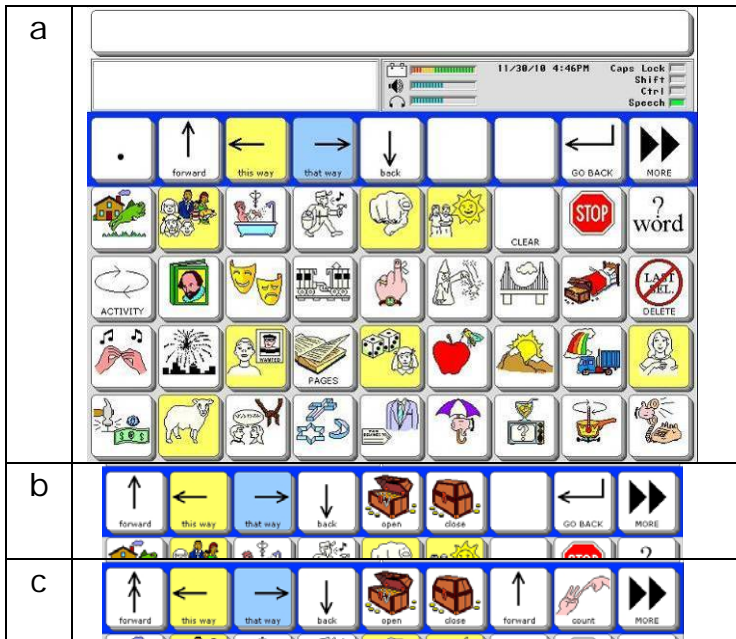 a
11/30/10 4:46PM Caps Lock
Shift
Ctrl
Speech
. forward this way that way back GO BACK MORE
CLEAR STOP ? word
ACTIVITY LAST SEL. DELETE
WANTED PAGES
b
forward this way that way back open close GO BACK MORE
?
c
forward this way that way back open close forward count MORE